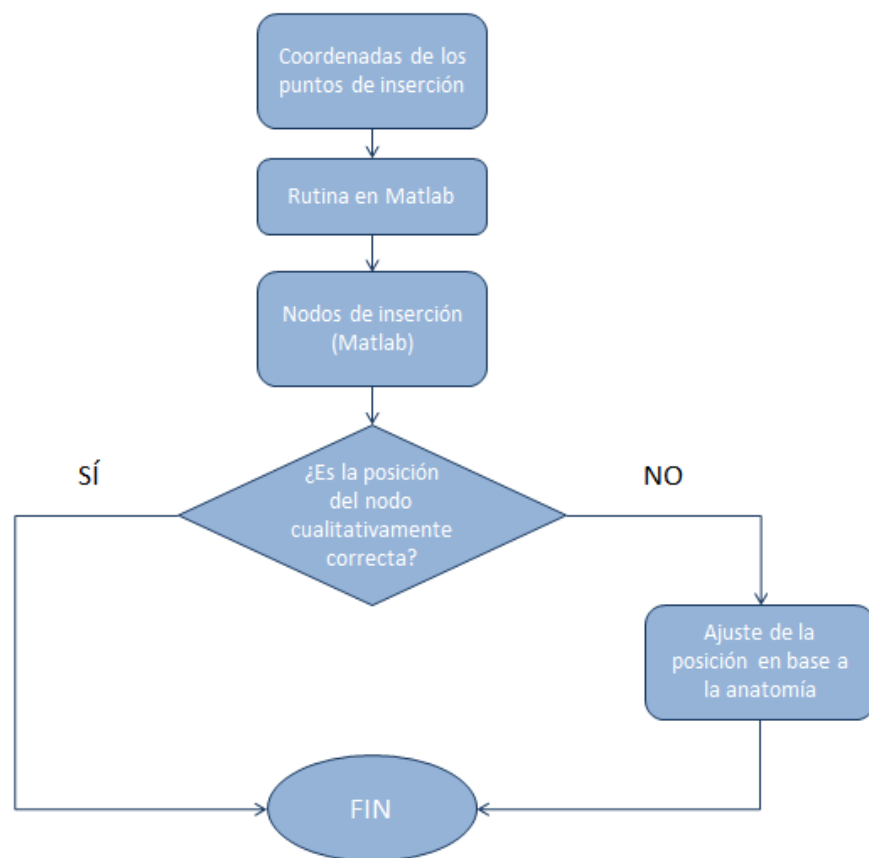 Coordenadas de los
puntos de inserción
Rutina en Matlab
Nodos de inserción
(Matlab)
¿Es la posición
del nodo
cualitativamente
correcta?
SÍ
NO
Ajuste de la
posición en base a
la anatomía
FIN